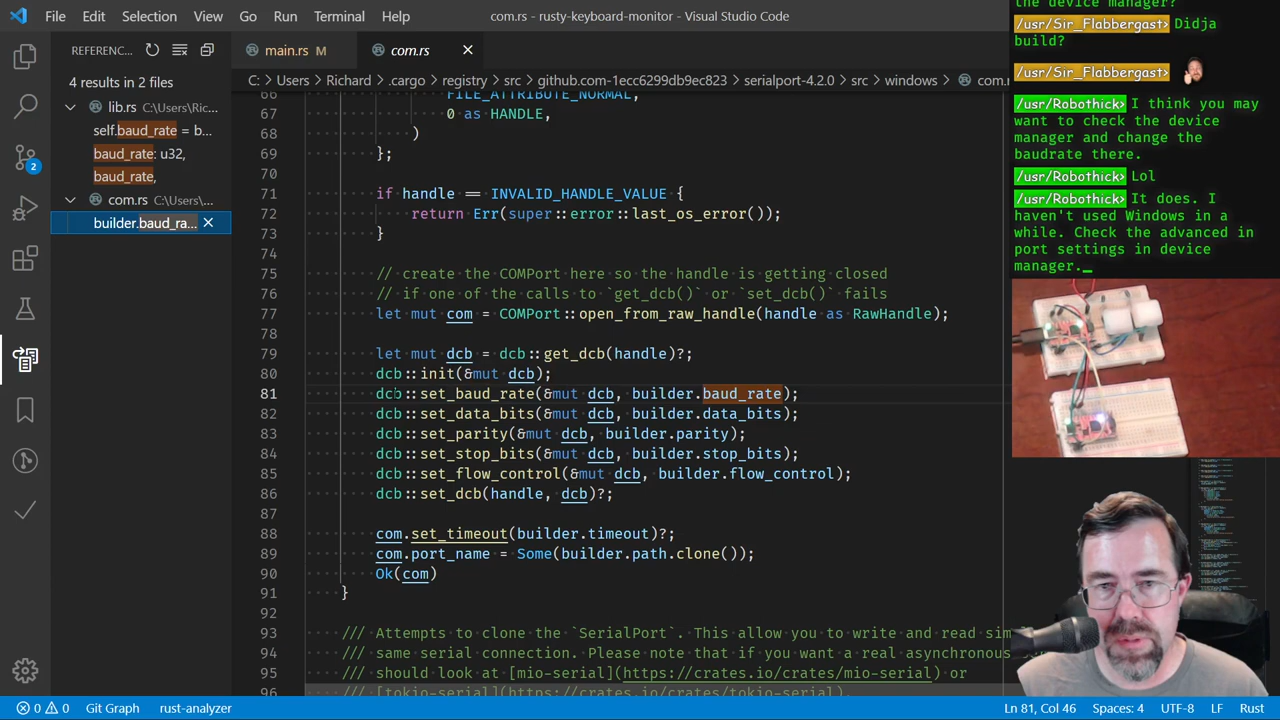 File Edit Selection View Go Run Terminal Help
com.rs - rusty-keyboard-monitor - Visual Studio Code
REFERENC...
main.rs M
com.rs
C: > Users > Richard > .cargo > registry > src > github.com-1ecc6299db9ec823 > serialport-4.2.0 > src > windows >
4 results in 2 files
lib.rs C:\Users\Ric...
self.baud_rate = b...
baud_rate: u32,
baud_rate,
com.rs C:\Users\...
builder.baud_ra...
2
66 FILE_ATTRIBUTE_NORMAL,
67 0 as HANDLE,
68 )
69 };
70
71 if handle == INVALID_HANDLE_VALUE {
72 return Err(super::error::last_os_error());
73 }
74
75 // create the COMPort here so the handle is getting closed
76 // if one of the calls to `get_dcb()` or `set_dcb()` fails
77 let mut com = COMPort::open_from_raw_handle(handle as RawHandle);
78
79 let mut dcb = dcb::get_dcb(handle)?;
80 dcb::init(&mut dcb);
81 dcb::set_baud_rate(&mut dcb, builder.baud_rate);
82 dcb::set_data_bits(&mut dcb, builder.data_bits);
83 dcb::set_parity(&mut dcb, builder.parity);
84 dcb::set_stop_bits(&mut dcb, builder.stop_bits);
85 dcb::set_flow_control(&mut dcb, builder.flow_control);
86 dcb::set_dcb(handle, dcb)?;
87
88 com.set_timeout(builder.timeout)?;
89 com.port_name = Some(builder.path.clone());
90 Ok(com)
91 }
92
93 /// Attempts to clone the `SerialPort`. This allow you to write and read sim
94 /// same serial connection. Please note that if you want a real asynchronous
95 /// should look at [mio-serial](https://crates.io/crates/mio-serial) or
96 /// [tokio-serial](https://crates.io/crates/tokio-serial).
the device manager?
/usr/Sir_Flabbergast> Didja
build?
/usr/Sir_Flabbergast>
/usr/Robothick> I think you may
want to check the device
manager and change the
baudrate there.
/usr/Robothick> Lol
/usr/Robothick> It does. I
haven't used Windows in a
while. Check the advanced in
port settings in device
manager._
0 0 Git Graph rust-analyzer
Ln 81, Col 46 Spaces: 4 UTF-8 LF Rust